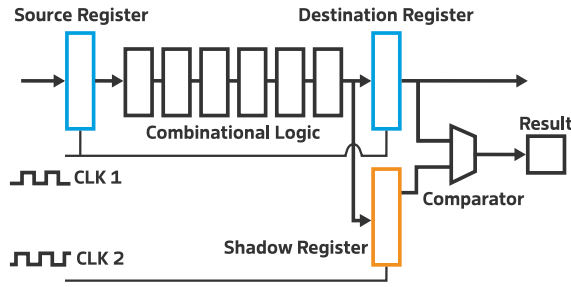 Source Register
Destination Register
Combinational Logic
Result
CLK 1
Comparator
Shadow Register
CLK 2